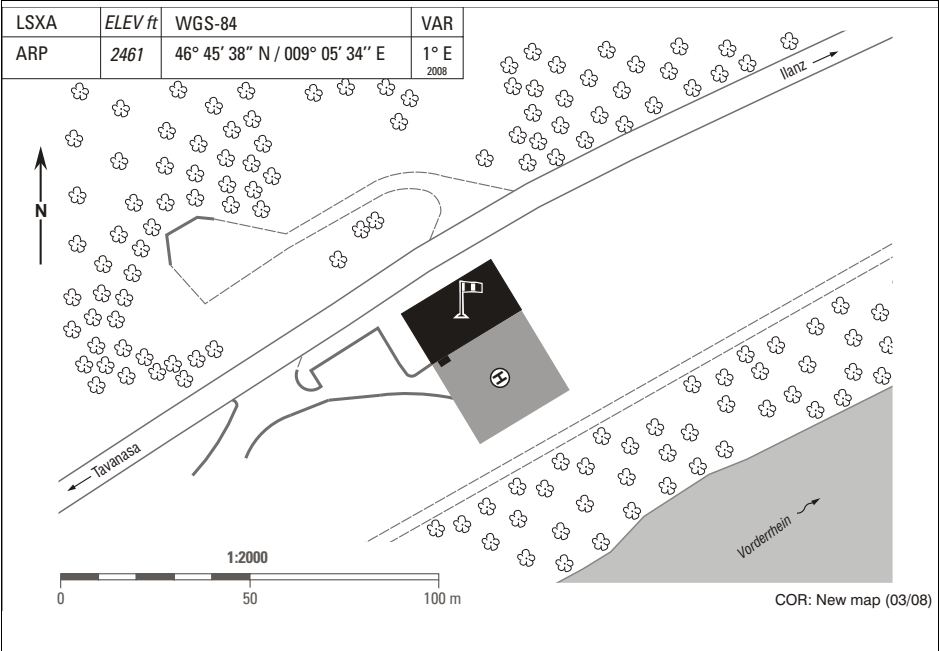 LSXA ELEV ft WGS-84 VAR
ARP 2461 46° 45’ 38’’ N / 009° 05’ 34’’ E 1° E
2008
Ilanz
N
H
Tavanasa
Vorderrhein
1:2000
0 50 100 m
COR: New map (03/08)